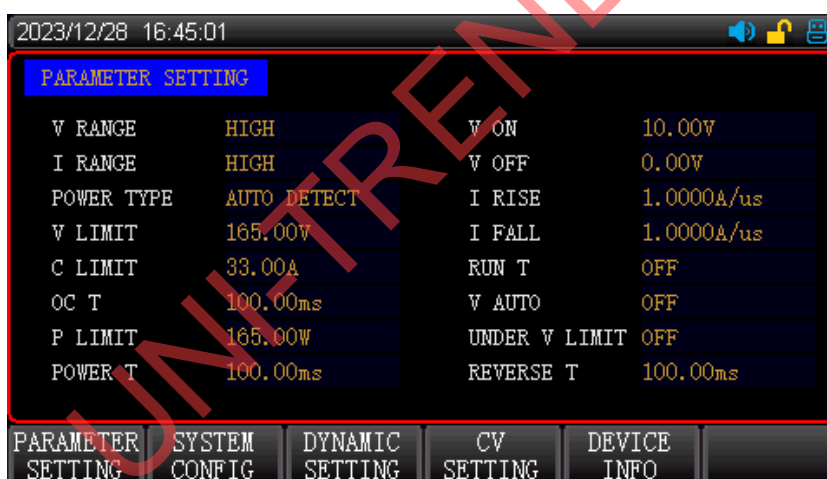 2023/12/28 16:45:01
PARAMETER SETTING
V RANGE HIGH V ON 10.00V
I RANGE HIGH V OFF 0.00V
POWER TYPE AUTO DETECT I RISE 1.0000A/us
V LIMIT 165.00V I FALL 1.0000A/us
C LIMIT 33.00A RUN T OFF
OC T 100.00ms V AUTO OFF
P LIMIT 165.00W UNDER V LIMIT OFF
POWER T 100.00ms REVERSE T 100.00ms
PARAMETER SETTING
SYSTEM CONFIG
DYNAMIC SETTING
CV SETTING
DEVICE INFO
UNI-TREN